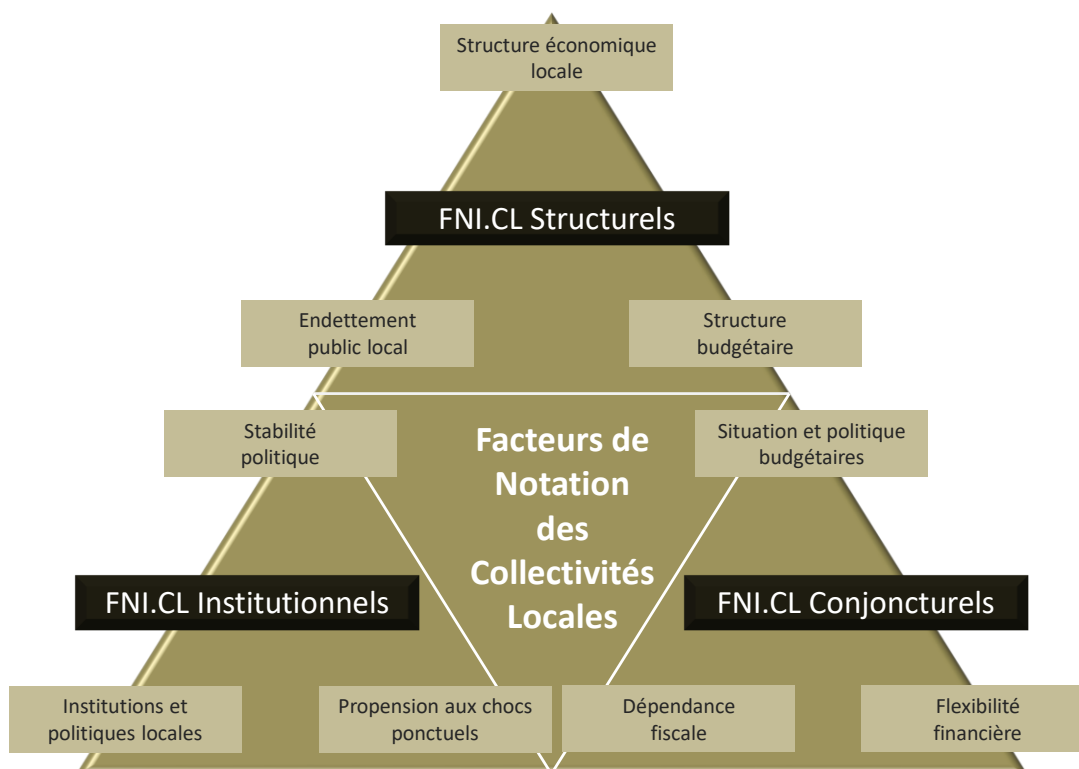 Structure économique
locale
FNI.CL Structurels
Endettement
public local
Structure
budgétaire
Stabilité
politique
Facteurs de
Notation
des
Collectivités
Locales
Situation et politique
budgétaires
FNI.CL Institutionnels
FNI.CL Conjoncturels
Institutions et
politiques locales
Propension aux chocs
ponctuels
Dépendance
fiscale
Flexibilité
financière